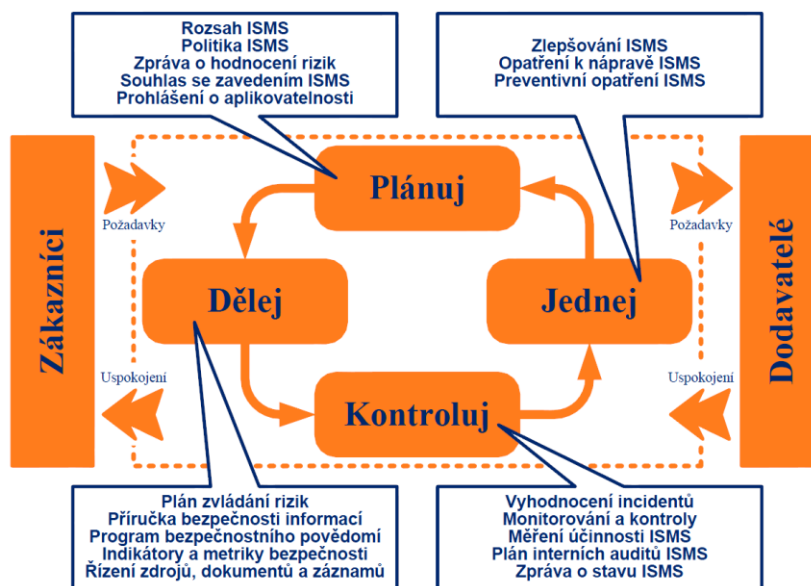 Rozsah ISMS
Politika ISMS
Zpráva o hodnocení rizik
Souhlas se zavedením ISMS
Prohlášení o aplikovatelnosti
Zlepšování ISMS
Opatření k nápravě ISMS
Preventivní opatření ISMS
Zákazníci
Požadavky
Uspokojení
Plánuj
Dělej
Jednej
Kontroluj
Požadavky
Uspokojení
Dodavatelé
Plán zvládání rizik
Příručka bezpečnosti informací
Program bezpečnostního povědomí
Indikátory a metriky bezpečnosti
Řízení zdrojů, dokumentů a záznamů
Vyhodnocení incidentů
Monitorování a kontroly
Měření účinnosti ISMS
Plán interních auditů ISMS
Zpráva o stavu ISMS